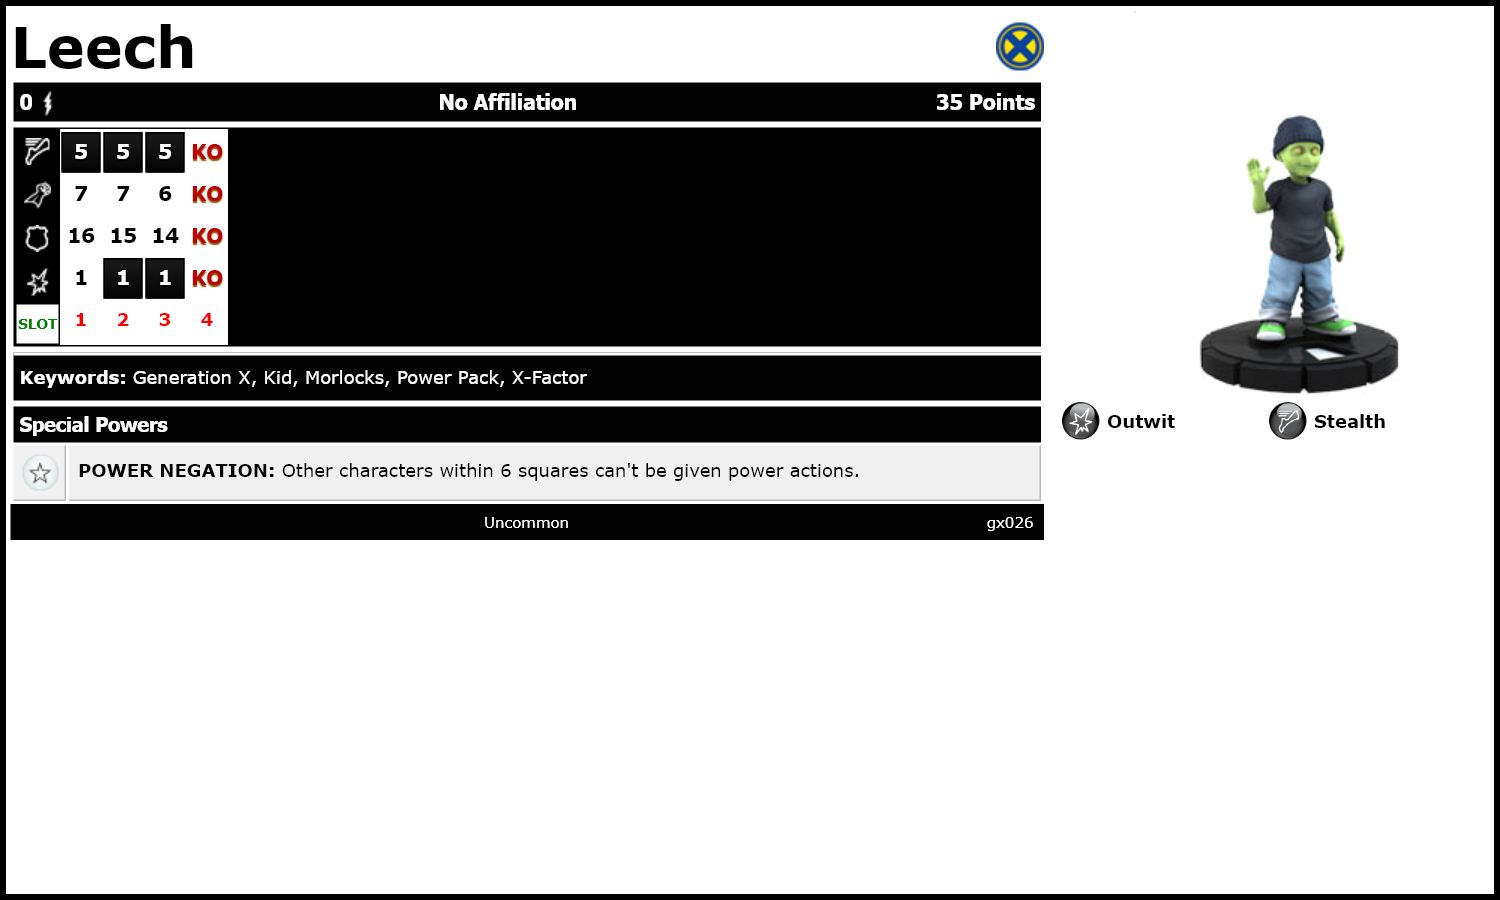 Leech
0 No Affiliation 35 Points
5 5 5 KO
7 7 6 KO
16 15 14 KO
1 1 1 KO
SLOT 1 2 3 4
Keywords: Generation X, Kid, Morlocks, Power Pack, X-Factor
Special Powers
POWER NEGATION: Other characters within 6 squares can't be given power actions.
Uncommon gx026
Outwit Stealth